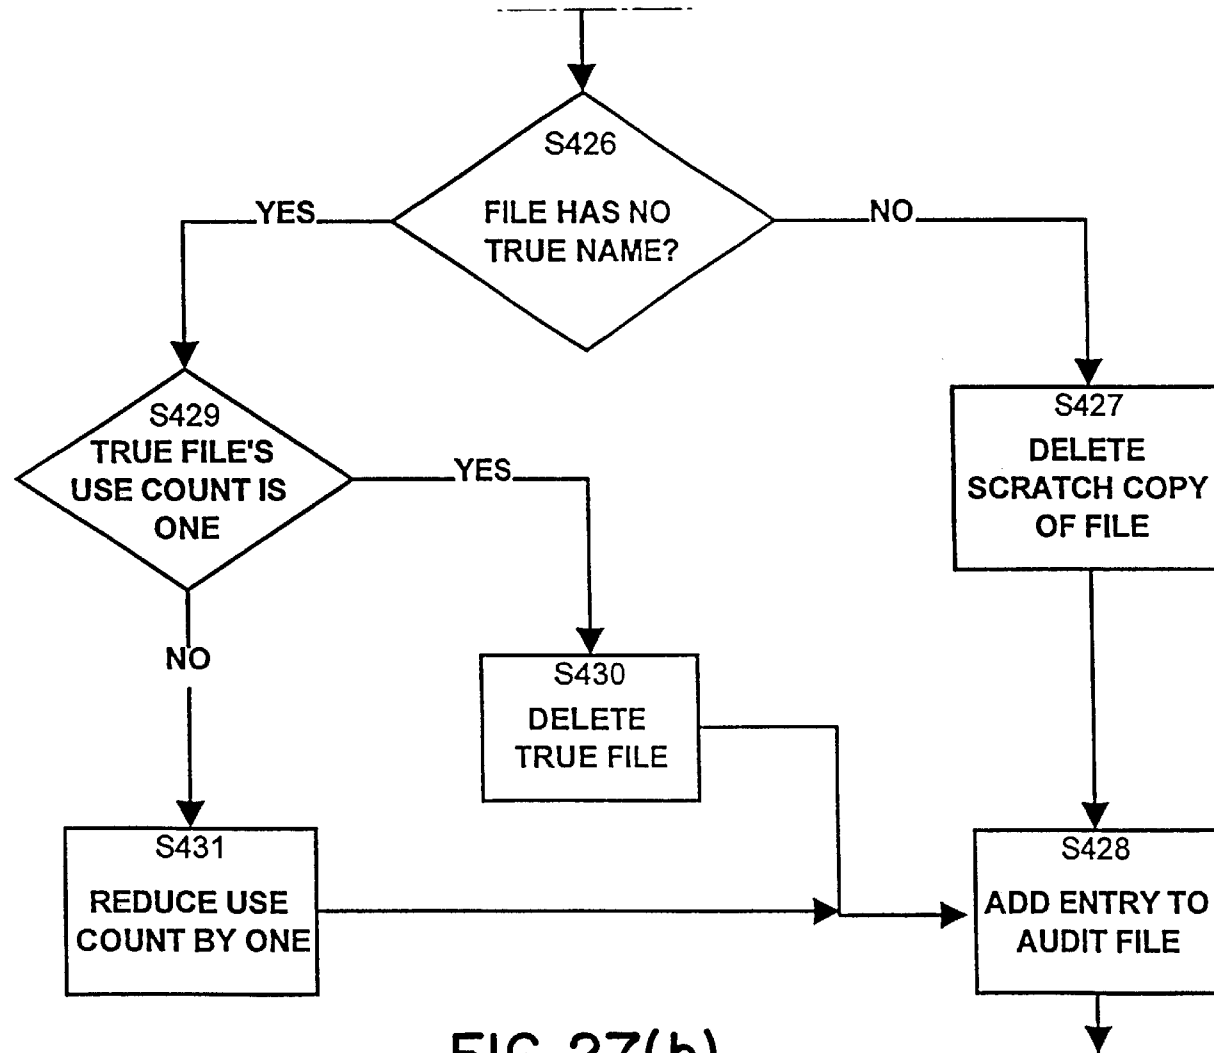 S426
FILE HAS NO
TRUE NAME?
YES
NO
S429
TRUE FILE'S
USE COUNT IS
ONE
YES
NO
S427
DELETE
SCRATCH COPY
OF FILE
S430
DELETE
TRUE FILE
S431
REDUCE USE
COUNT BY ONE
S428
ADD ENTRY TO
AUDIT FILE
FIG. 27(b)